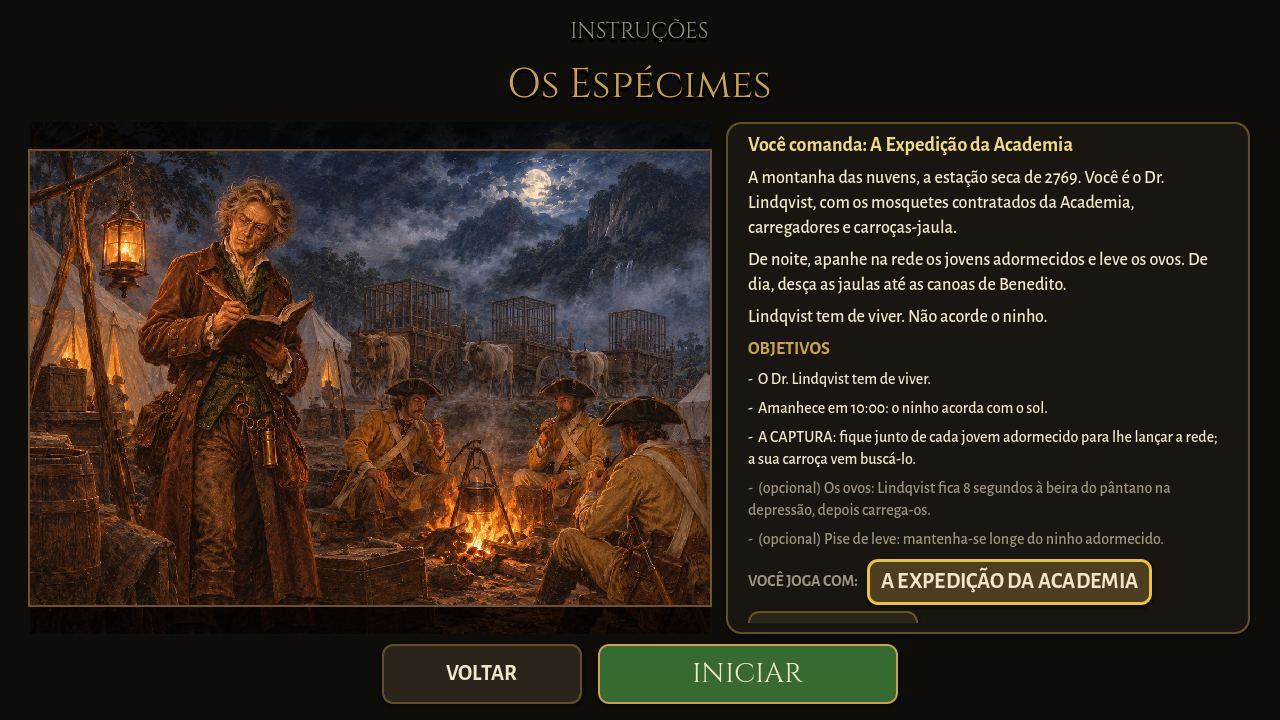 INSTRUÇÕES
Os Espécimes
Você comanda: A Expedição da Academia
A montanha das nuvens, a estação seca de 2769. Você é o Dr.
Lindqvist, com os mosquetes contratados da Academia,
carregadores e carroças-jaula.
De noite, apanhe na rede os jovens adormecidos e leve os ovos. De
dia, desça as jaulas até as canoas de Benedito.
Lindqvist tem de viver. Não acorde o ninho.
OBJETIVOS
- O Dr. Lindqvist tem de viver.
- Amanhece em 10:00: o ninho acorda com o sol.
- A CAPTURA: fique junto de cada jovem adormecido para lhe lançar a rede;
a sua carroça vem buscá-lo.
- (opcional) Os ovos: Lindqvist fica 8 segundos à beira do pântano na
depressão, depois carrega-os.
- (opcional) Pise de leve: mantenha-se longe do ninho adormecido.
VOCÊ JOGA COM: A EXPEDIÇÃO DA ACADEMIA
VOLTAR
INICIAR